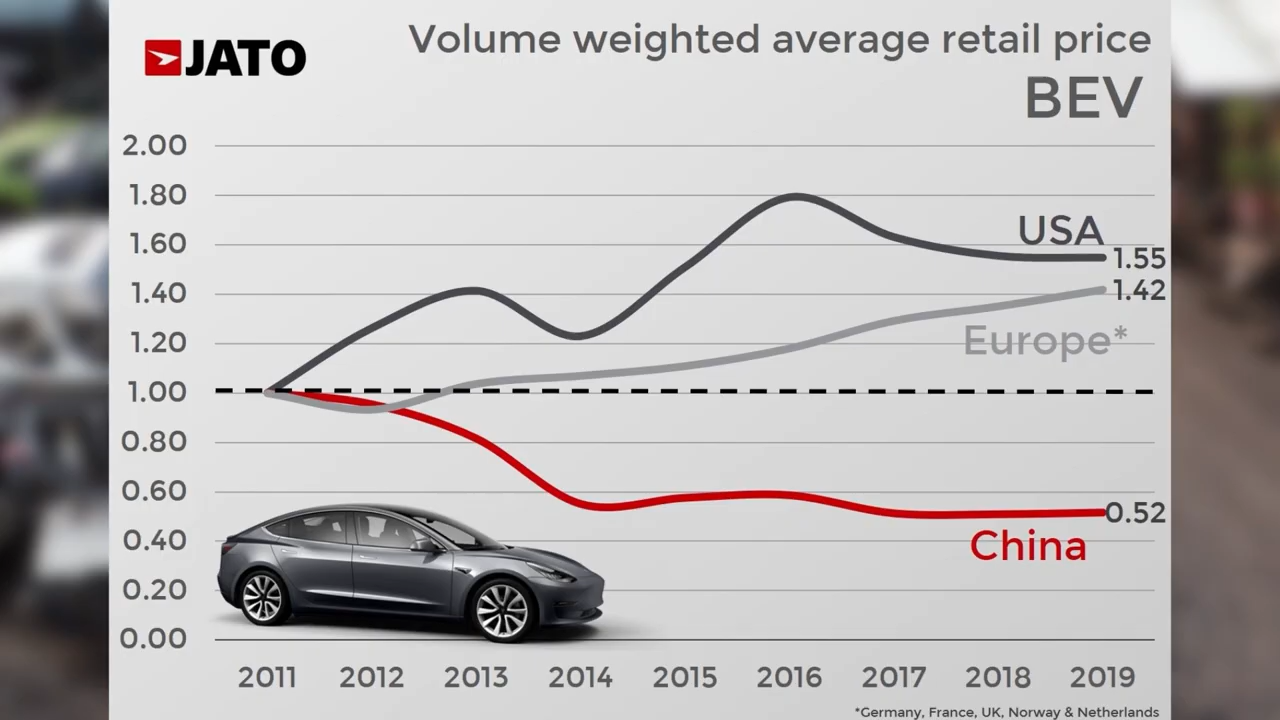 JATO
Volume weighted average retail price
BEV
2.00
1.80
1.60
1.40
1.20
1.00
0.80
0.60
0.40
0.20
0.00
USA
1.55
1.42
Europe*
0.52
China
2011 2012 2013 2014 2015 2016 2017 2018 2019
*Germany, France, UK, Norway & Netherlands